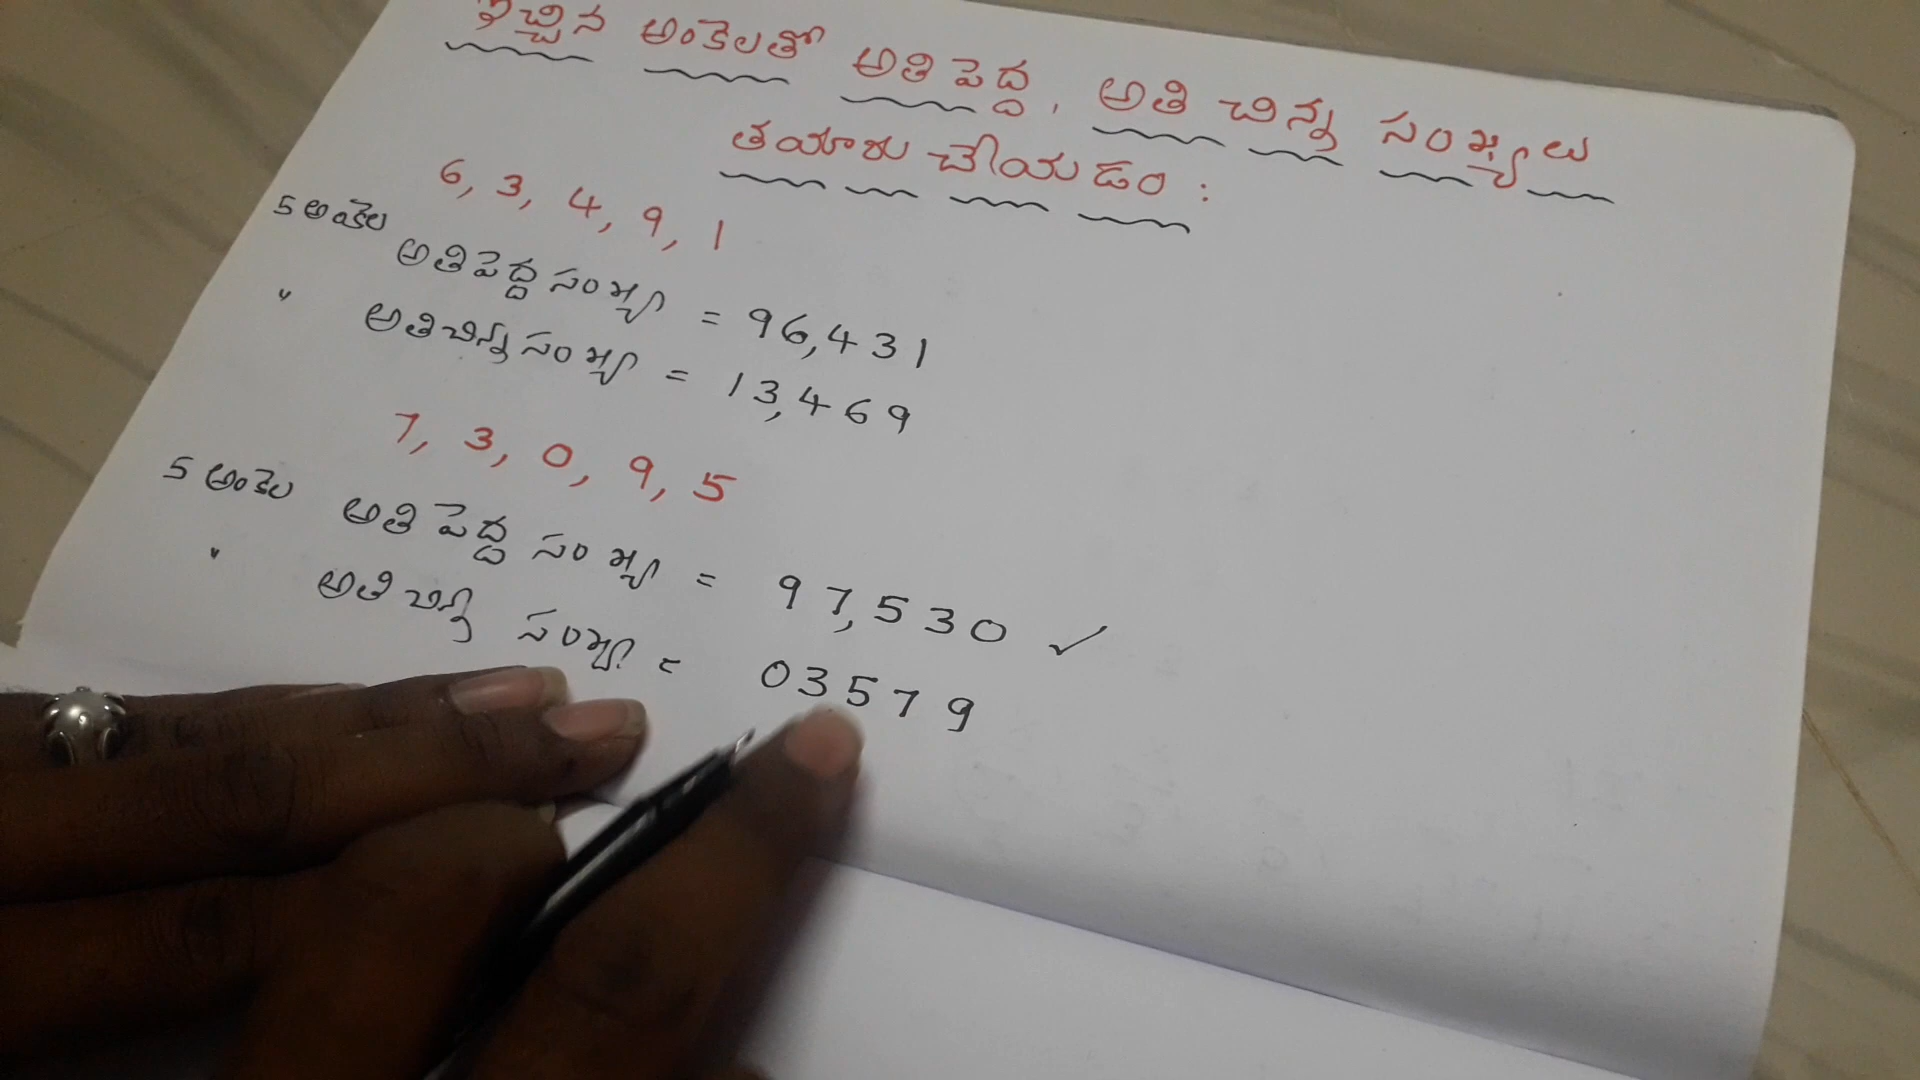 ఇచ్చిన అంకెలతో అతి పెద్ద, అతి చిన్న సంఖ్యలు
తయారు చేయుడం :
6, 3, 4, 9, 1
5 అంకెల అతిపెద్ద సంఖ్య = 96,431
" అతిచిన్న సంఖ్య = 13,469
7, 3, 0, 9, 5
5 అంకెల అతి పెద్ద సంఖ్య = 97,530 ✓
" అతి చిన్న సంఖ్య = 03579